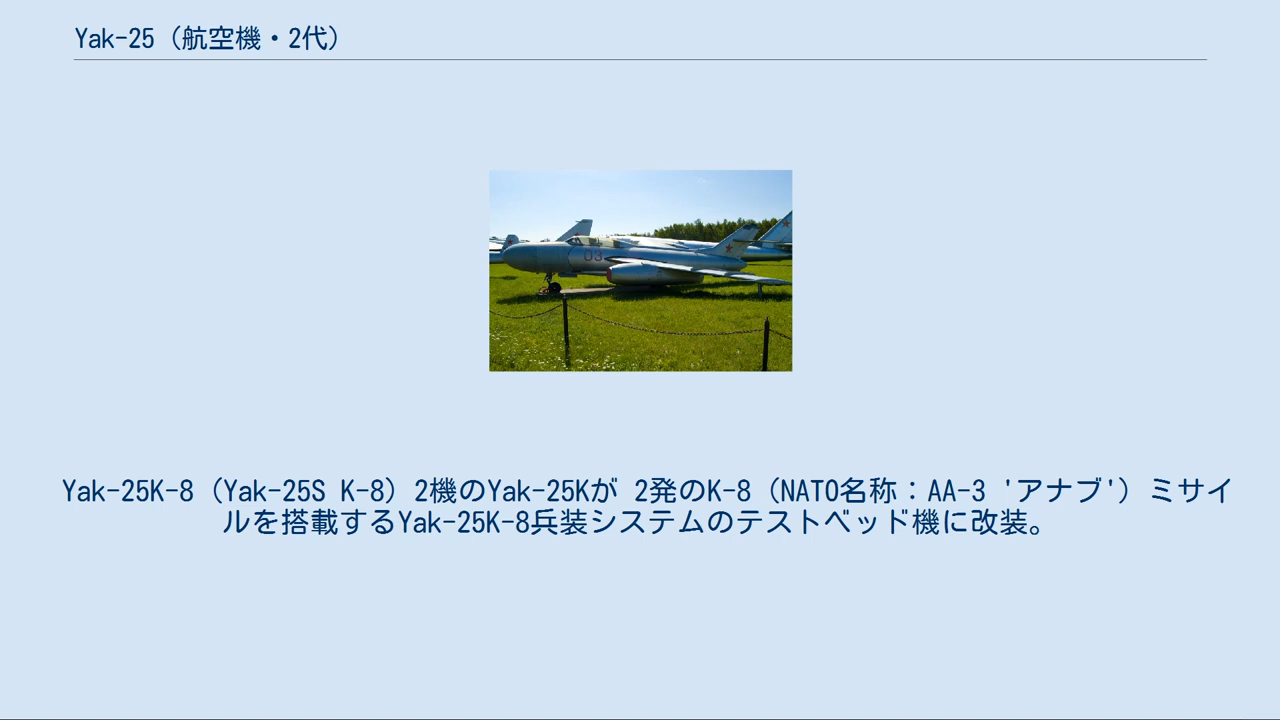 Yak-25（航空機・2代）
03
Yak-25K-8（Yak-25S K-8）2機のYak-25Kが 2発のK-8（NATO名称：AA-3 'アナブ'）ミサイ
ルを搭載するYak-25K-8兵装システムのテストベッド機に改装。